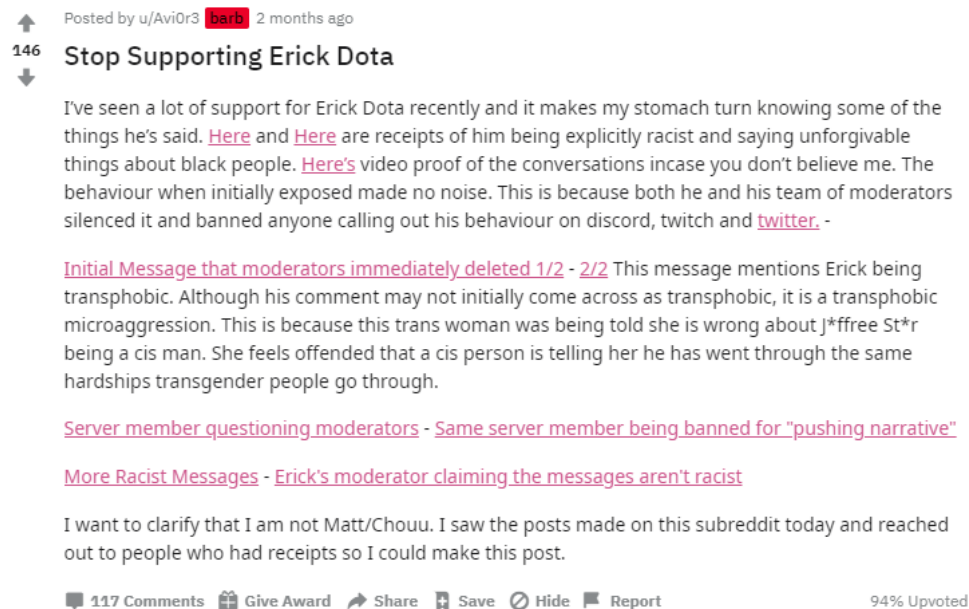 Posted by u/Avi0r3 barb 2 months ago
146
Stop Supporting Erick Dota
I've seen a lot of support for Erick Dota recently and it makes my stomach turn knowing some of the
things he's said. Here and Here are receipts of him being explicitly racist and saying unforgivable
things about black people. Here's video proof of the conversations incase you don't believe me. The
behaviour when initially exposed made no noise. This is because both he and his team of moderators
silenced it and banned anyone calling out his behaviour on discord, twitch and twitter. -
Initial Message that moderators immediately deleted 1/2 - 2/2 This message mentions Erick being
transphobic. Although his comment may not initially come across as transphobic, it is a transphobic
microaggression. This is because this trans woman was being told she is wrong about J*ffree St*r
being a cis man. She feels offended that a cis person is telling her he has went through the same
hardships transgender people go through.
Server member questioning moderators - Same server member being banned for "pushing narrative"
More Racist Messages - Erick's moderator claiming the messages aren't racist
I want to clarify that I am not Matt/Chouu. I saw the posts made on this subreddit today and reached
out to people who had receipts so I could make this post.
117 Comments Give Award Share Save Hide Report 94% Upvoted